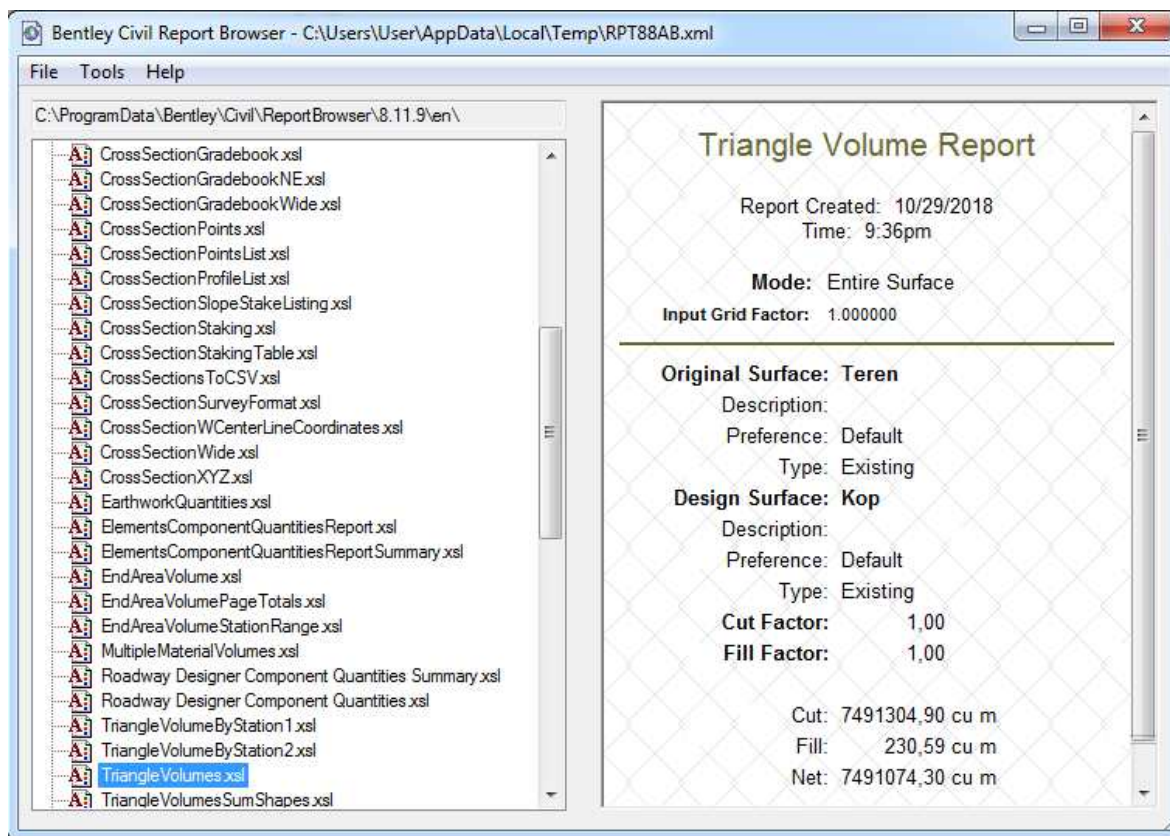 Bentley Civil Report Browser - C:\Users\User\AppData\Local\Temp\RPT88AB.xml
File Tools Help
C:\ProgramData\Bentley\Civil\ReportBrowser\8.11.9\en\
CrossSectionGradebook.xsl
CrossSectionGradebookNE.xsl
CrossSectionGradebookWide.xsl
CrossSectionPoints.xsl
CrossSectionPointsList.xsl
CrossSectionProfileList.xsl
CrossSectionSlopeStakeListing.xsl
CrossSectionStaking.xsl
CrossSectionStakingTable.xsl
CrossSectionsToCSV.xsl
CrossSectionSurveyFormat.xsl
CrossSectionWCenterLineCoordinates.xsl
CrossSectionWide.xsl
CrossSectionXYZ.xsl
EarthworkQuantities.xsl
ElementsComponentQuantitiesReport.xsl
ElementsComponentQuantitiesReportSummary.xsl
EndAreaVolume.xsl
EndAreaVolumePageTotals.xsl
EndAreaVolumeStationRange.xsl
MultipleMaterialVolumes.xsl
Roadway Designer Component Quantities Summary.xsl
Roadway Designer Component Quantities.xsl
TriangleVolumeByStation1.xsl
TriangleVolumeByStation2.xsl
TriangleVolumes.xsl
TriangleVolumesSumShapes.xsl
Triangle Volume Report
Report Created: 10/29/2018
Time: 9:36pm
Mode: Entire Surface
Input Grid Factor: 1.000000
Original Surface: Teren
Description:
Preference: Default
Type: Existing
Design Surface: Kop
Description:
Preference: Default
Type: Existing
Cut Factor: 1,00
Fill Factor: 1,00
Cut: 7491304,90 cu m
Fill: 230,59 cu m
Net: 7491074,30 cu m